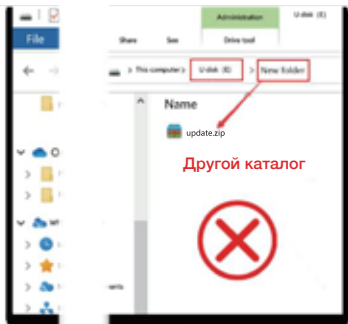 Administration U-disk (E)
File Share See Drive tool
> This computer > U-disk (E) > New folder
Name
update.zip
Другой каталог